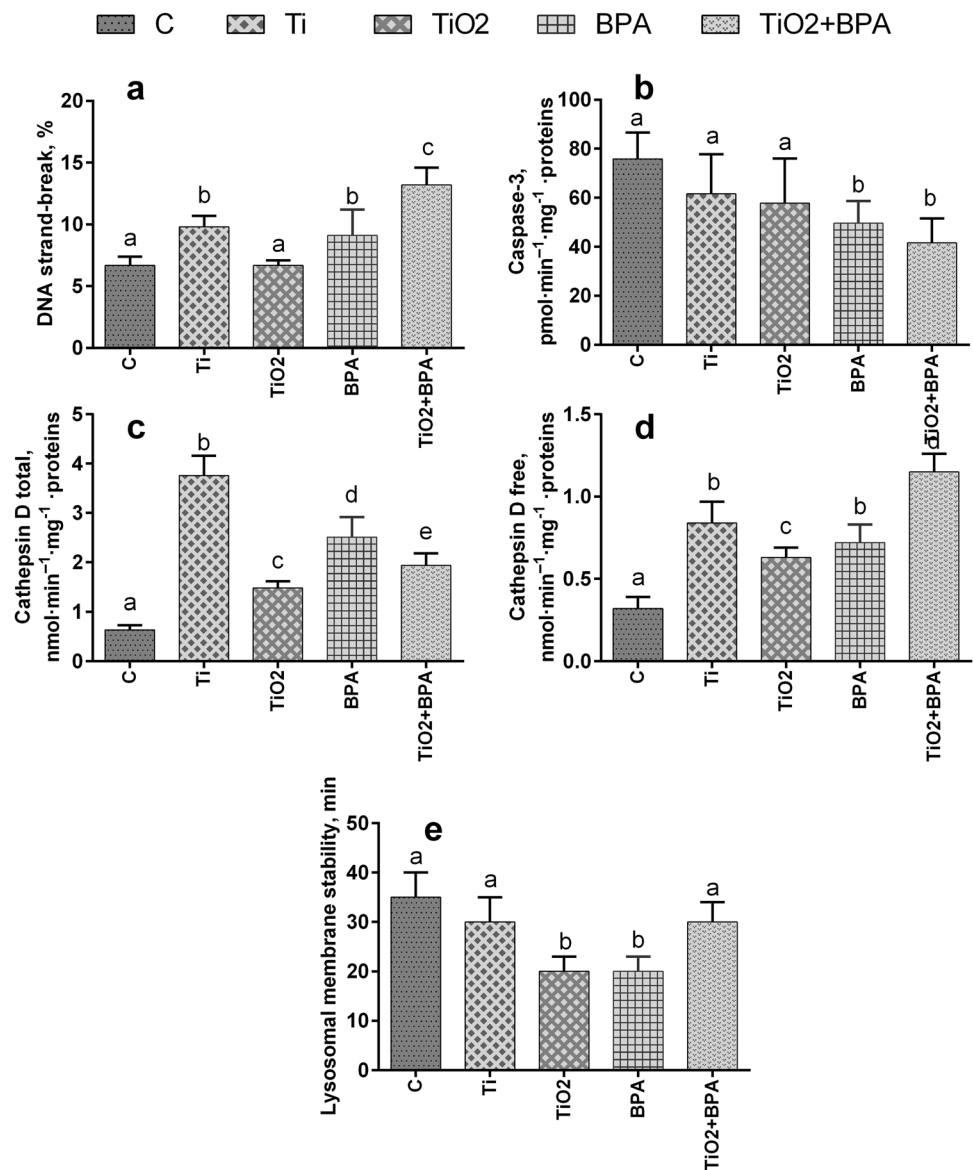 C Ti TiO2 BPA TiO2+BPA
a
DNA strand-break, %
20
15
10
5
0
a b a b c
C Ti TiO2 BPA TiO2+BPA
b
Caspase-3,
pmol·min⁻¹·mg⁻¹ ·proteins
100
80
60
40
20
0
a a a b b
C Ti TiO2 BPA TiO2+BPA
c
Cathepsin D total,
nmol·min⁻¹·mg⁻¹ ·proteins
5
4
3
2
1
0
a b c d e
C Ti TiO2 BPA TiO2+BPA
d
Cathepsin D free,
nmol·min⁻¹·mg⁻¹ ·proteins
1.5
1.0
0.5
0.0
a b c b d
C Ti TiO2 BPA TiO2+BPA
e
Lysosomal membrane stability, min
50
40
30
20
10
0
a a b b a
C Ti TiO2 BPA TiO2+BPA